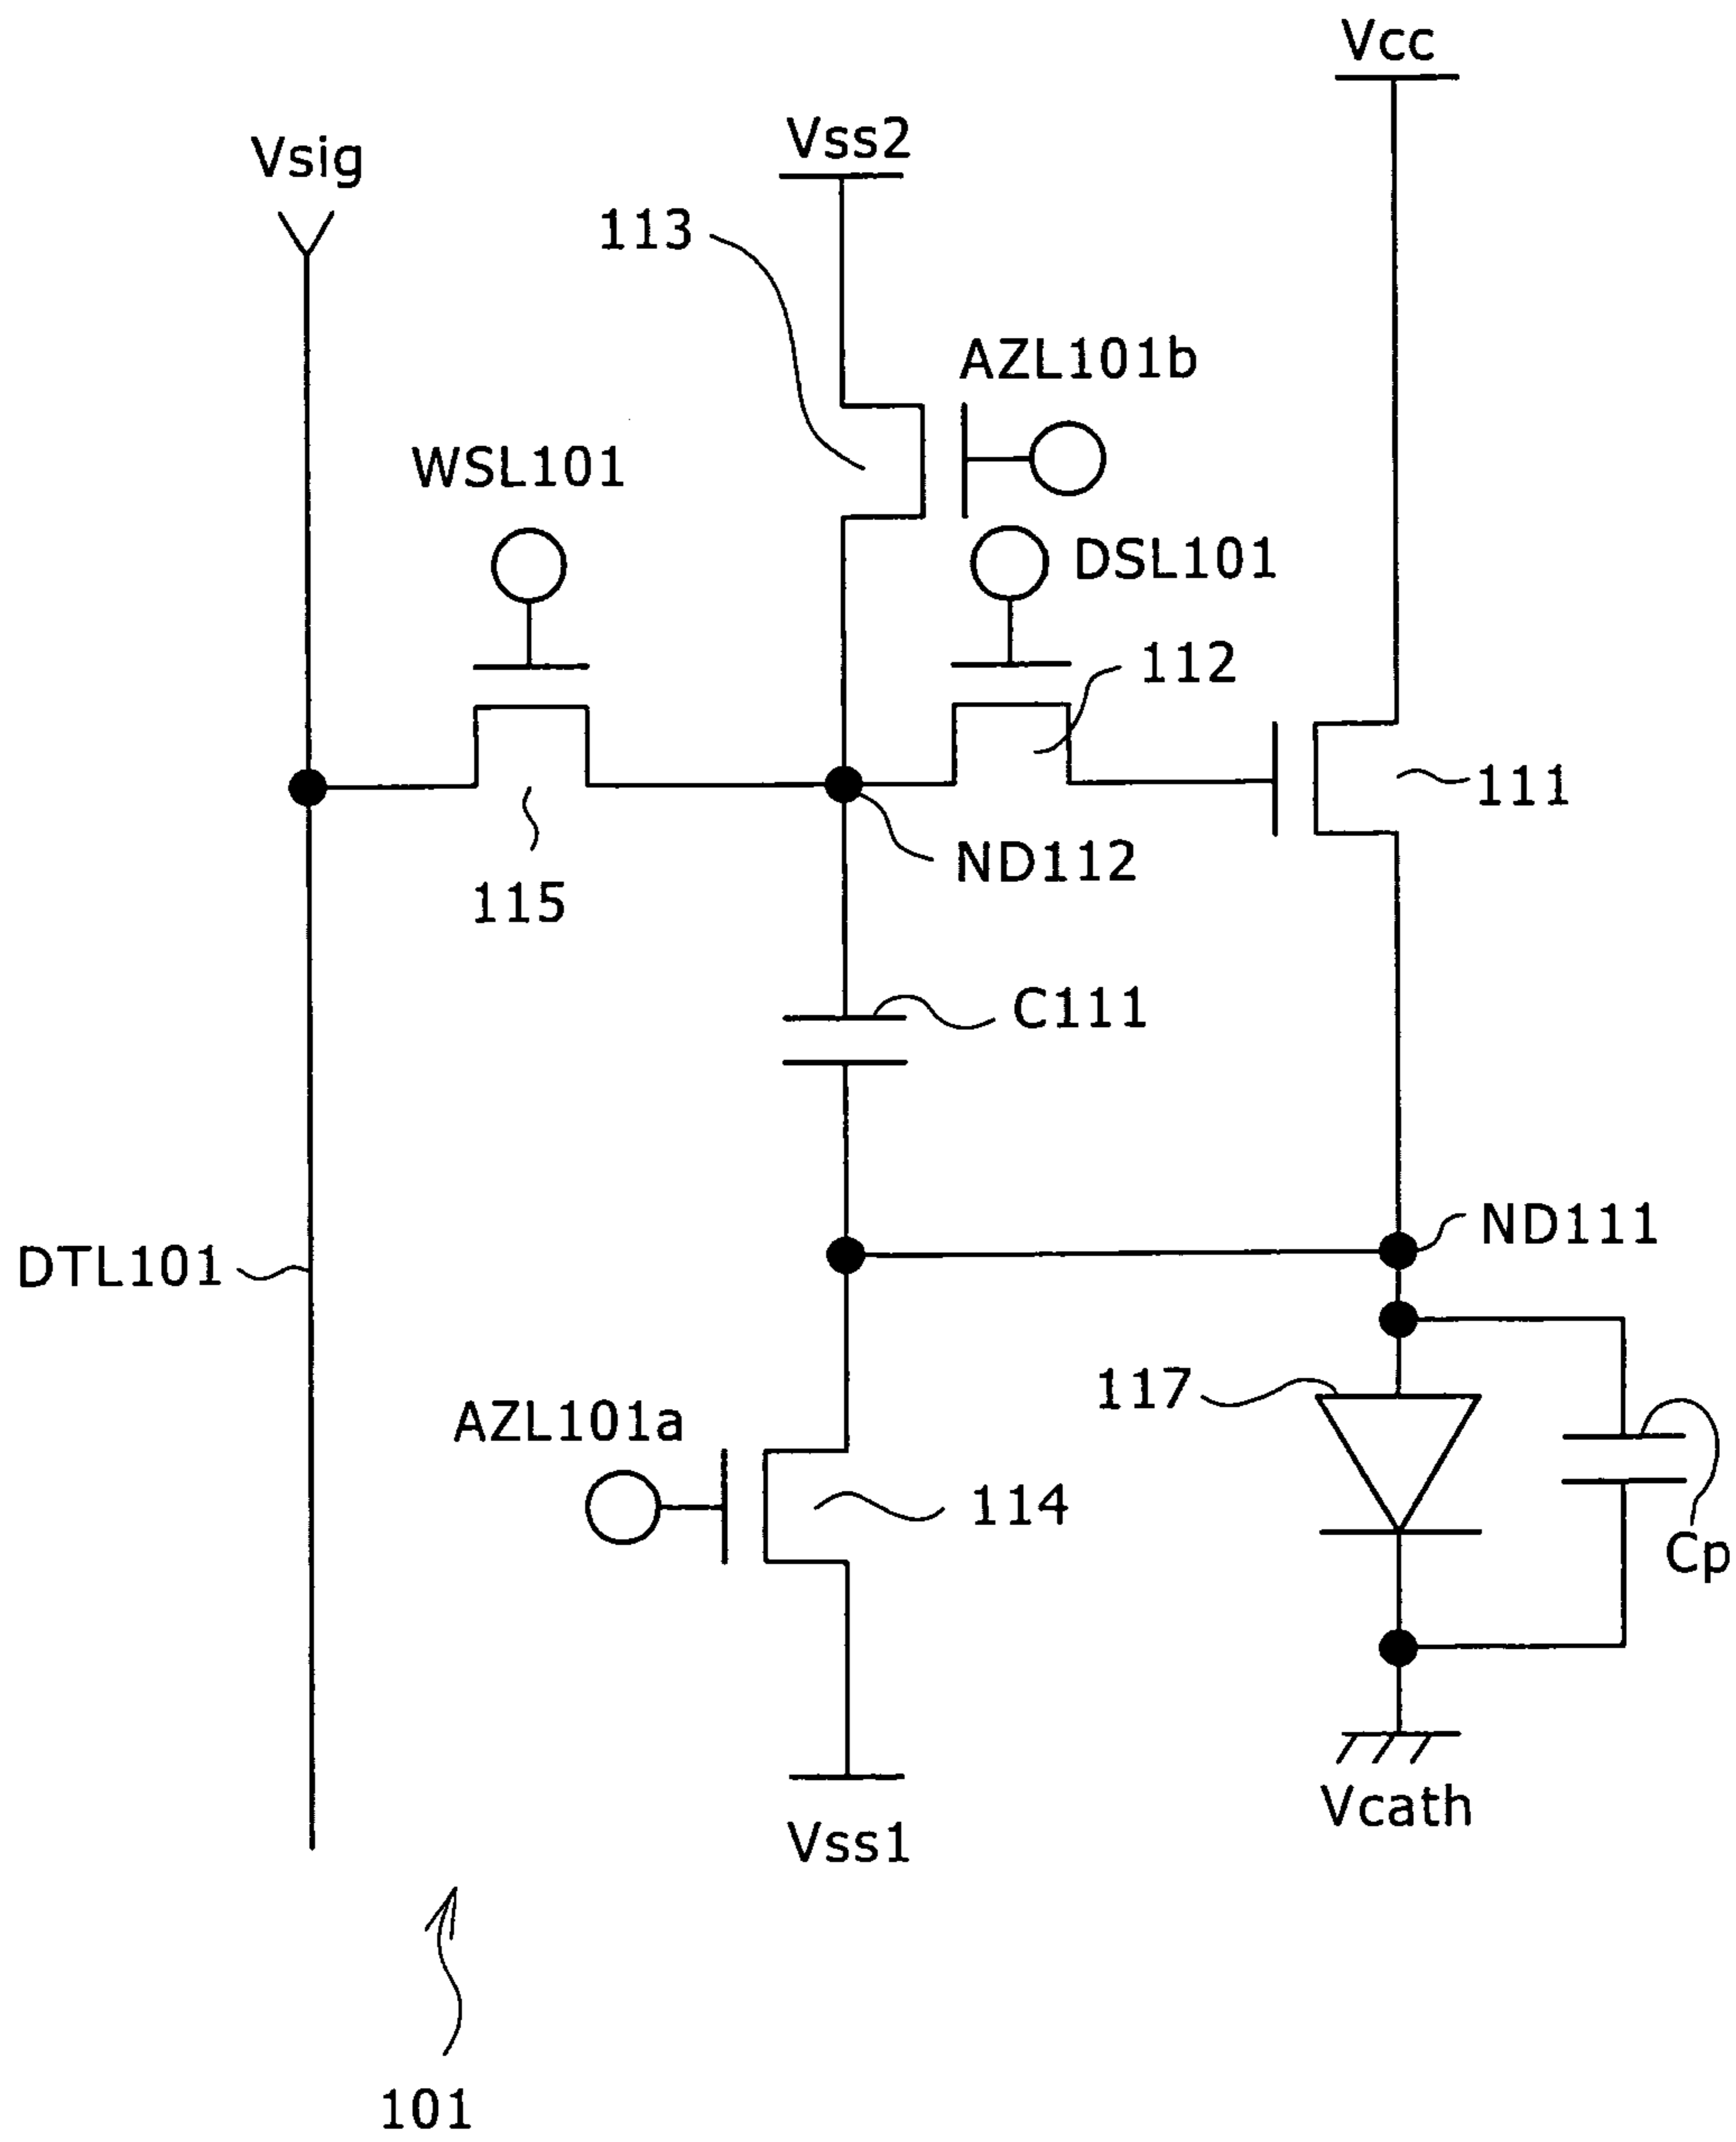 Vcc
Vss2
Vsig
113
AZL101b
WSL101
DSL101
112
111
ND112
115
C111
ND111
DTL101
117
AZL101a
114
Cp
Vcath
Vss1
101